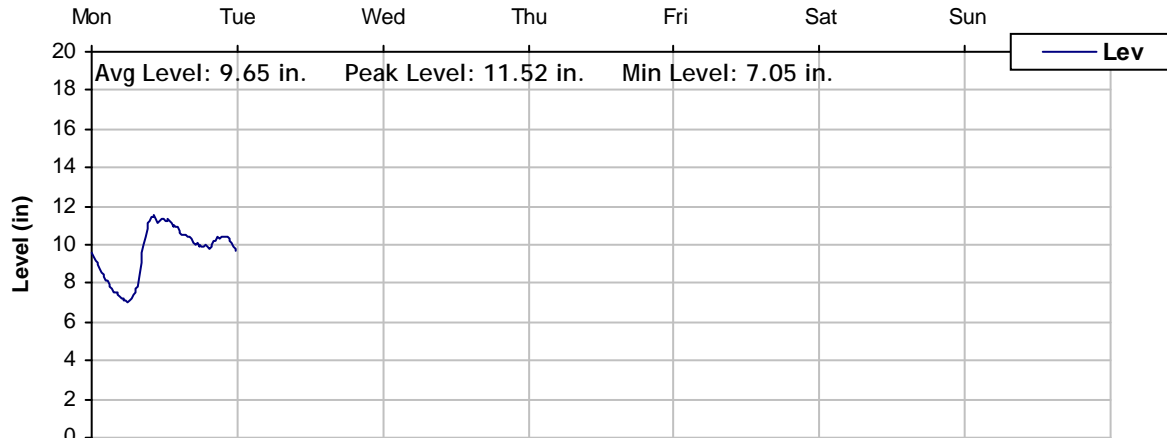 Mon Tue Wed Thu Fri Sat Sun
20
Lev
Avg Level: 9.65 in. Peak Level: 11.52 in. Min Level: 7.05 in.
18
16
14
12
10
8
6
4
2
0
Level (in)